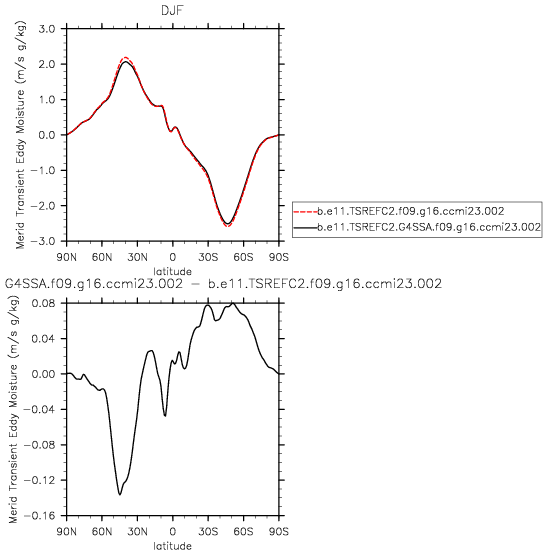 DJF
Merid Transient Eddy Moisture (m/s g/kg)
3.0
2.0
1.0
0.0
−1.0
−2.0
−3.0
90N 60N 30N 0 30S 60S 90S
latitude
b.e11.TSREFC2.f09.g16.ccmi23.002
b.e11.TSREFC2.G4SSA.f09.g16.ccmi23.002
G4SSA.f09.g16.ccmi23.002 − b.e11.TSREFC2.f09.g16.ccmi23.002
Merid Transient Eddy Moisture (m/s g/kg)
0.08
0.04
0.00
−0.04
−0.08
−0.12
−0.16
90N 60N 30N 0 30S 60S 90S
latitude